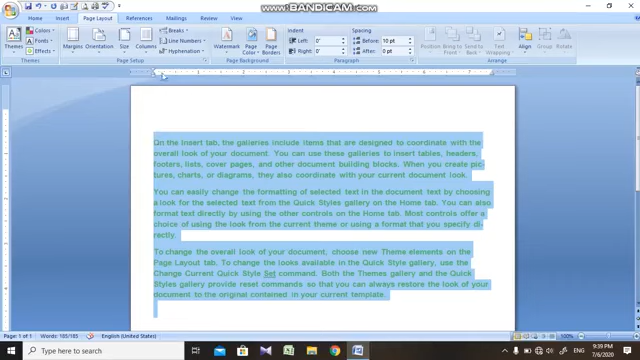 www.BANDICAM.com
Home Insert Page Layout References Mailings Review View
Themes
Colors
Fonts
Effects
Themes
Margins Orientation Size Columns
Breaks
Line Numbers
Hyphenation
Page Setup
Watermark Page Color Page Borders
Page Background
Indent
Left: 0"
Right: 0"
Spacing
Before: 10 pt
After: 0 pt
Paragraph
Position Bring to Front Send to Back Text Wrapping Align Group Rotate
Arrange
On the Insert tab, the galleries include items that are designed to coordinate with the
overall look of your document. You can use these galleries to insert tables, headers,
footers, lists, cover pages, and other document building blocks. When you create pic-
tures, charts, or diagrams, they also coordinate with your current document look.
You can easily change the formatting of selected text in the document text by choosing
a look for the selected text from the Quick Styles gallery on the Home tab. You can also
format text directly by using the other controls on the Home tab. Most controls offer a
choice of using the look from the current theme or using a format that you specify di-
rectly.
To change the overall look of your document, choose new Theme elements on the
Page Layout tab. To change the looks available in the Quick Style gallery, use the
Change Current Quick Style Set command. Both the Themes gallery and the Quick
Styles gallery provide reset commands so that you can always restore the look of your
document to the original contained in your current template.
Page: 1 of 1 Words: 185/185 English (United States) 100%
Type here to search
ENG
9:39 PM
7/6/2020